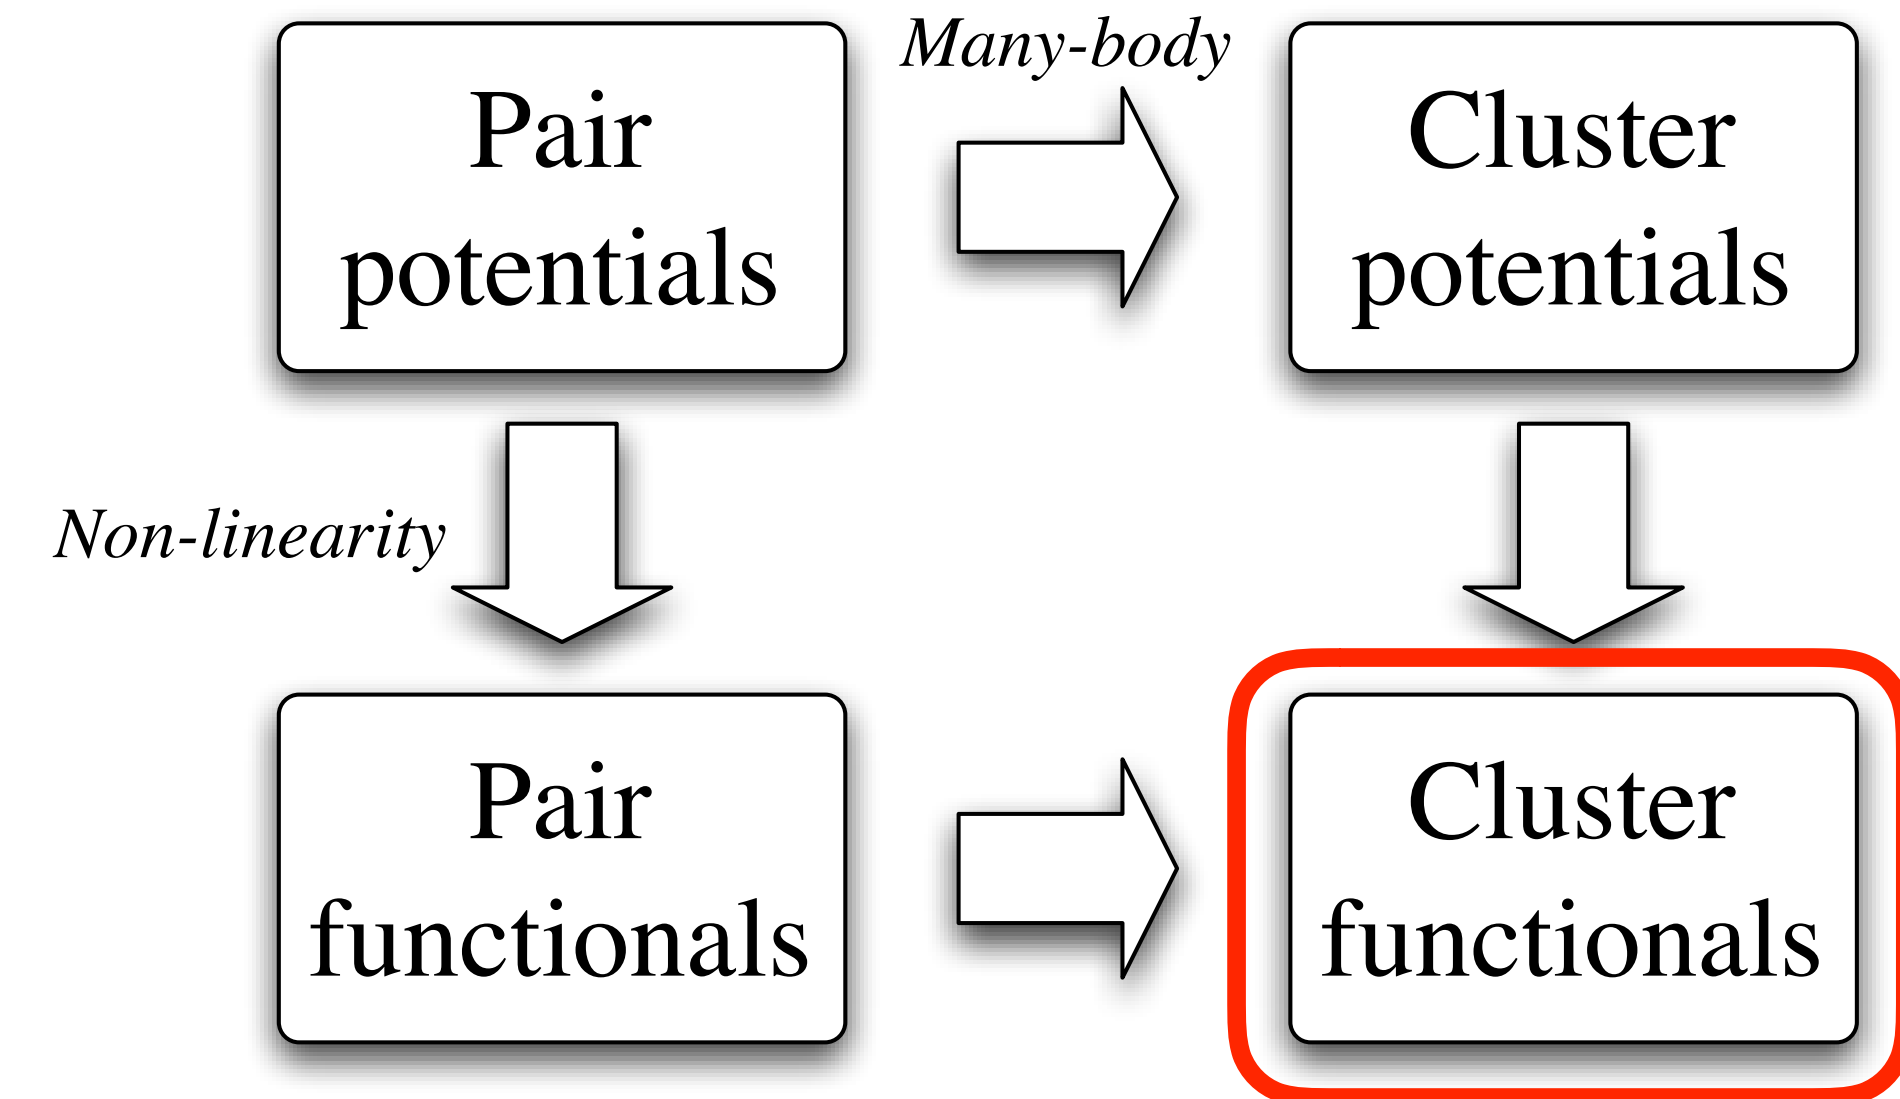 Pair
potentials
Many-body
Cluster
potentials
Non-linearity
Pair
functionals
Cluster
functionals